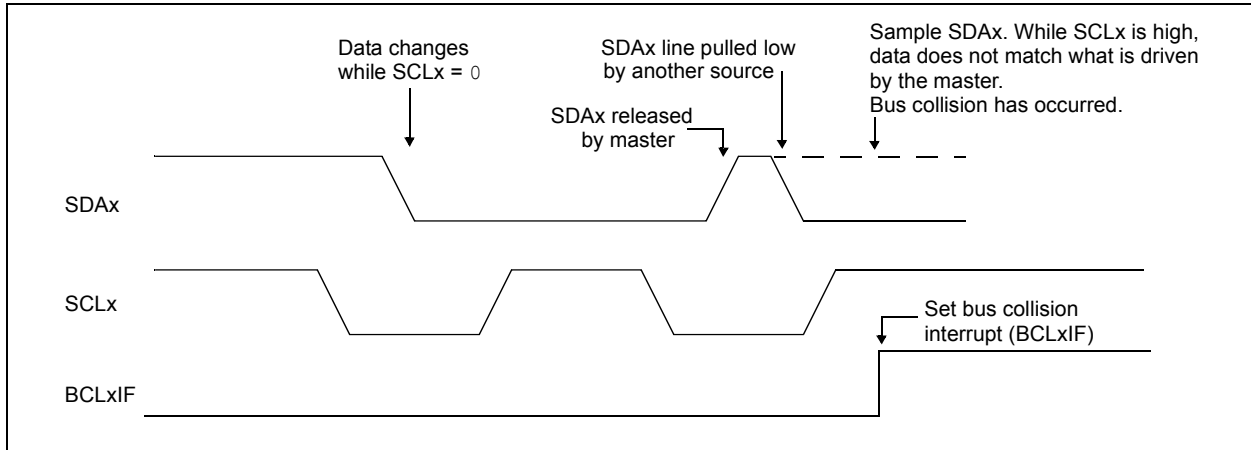 Data changes
while SCLx = 0
SDAx line pulled low
by another source
Sample SDAx. While SCLx is high,
data does not match what is driven
by the master.
Bus collision has occurred.
SDAx released
by master
SDAx
SCLx
Set bus collision
interrupt (BCLxIF)
BCLxIF